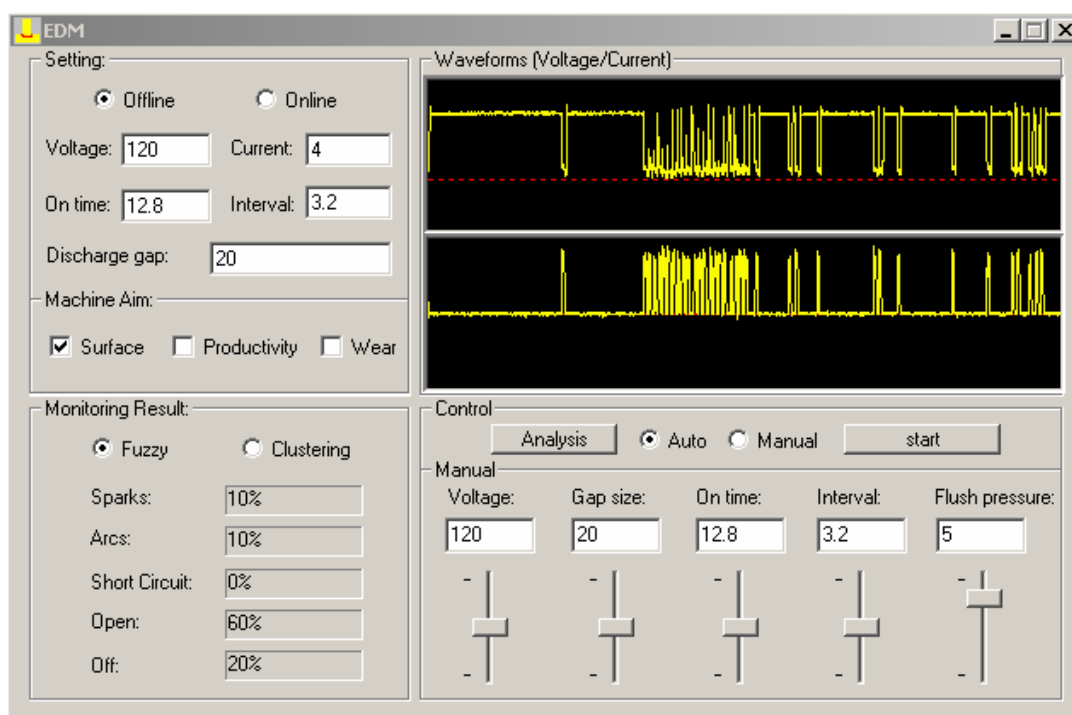 EDM
Setting:
Offline Online
Voltage: 120 Current: 4
On time: 12.8 Interval: 3.2
Discharge gap: 20
Machine Aim:
Surface Productivity Wear
Waveforms (Voltage/Current)
Monitoring Result:
Fuzzy Clustering
Sparks: 10%
Arcs: 10%
Short Circuit: 0%
Open: 60%
Off: 20%
Control
Analysis Auto Manual start
Manual
Voltage: Gap size: On time: Interval: Flush pressure:
120 20 12.8 3.2 5